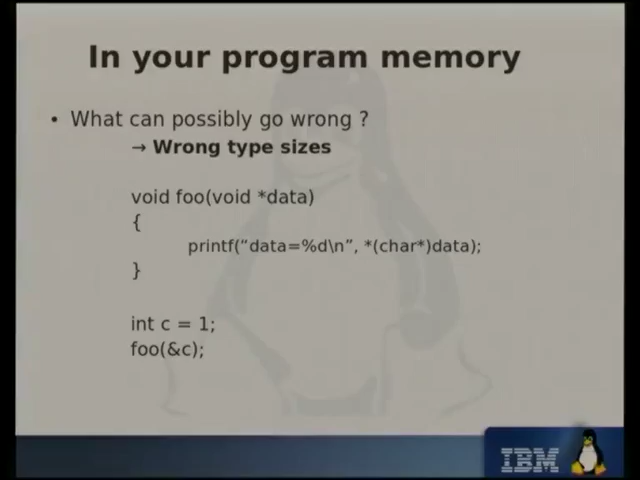 In your program memory
• What can possibly go wrong ?
→ Wrong type sizes
void foo(void *data)
{
printf(“data=%d\n”, *(char*)data);
}
int c = 1;
foo(&c);
IBM